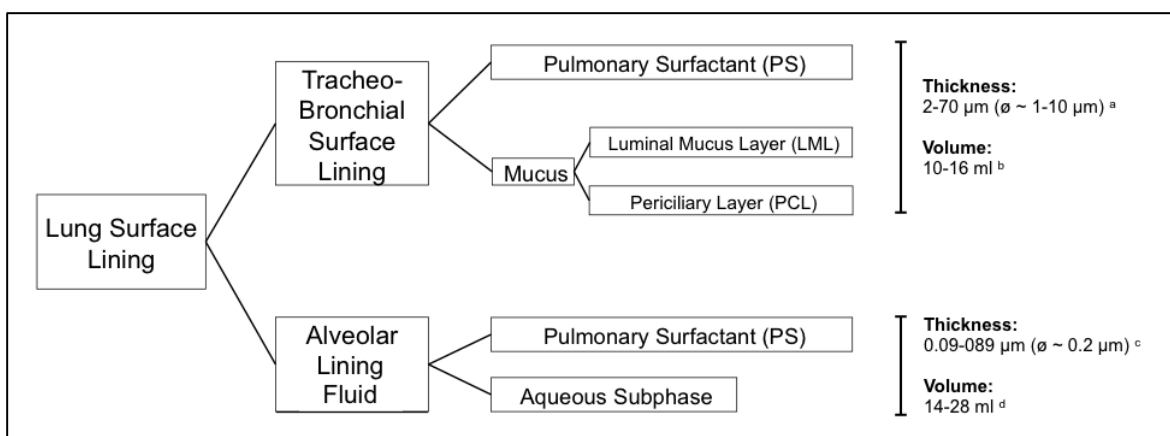 Lung Surface
Lining
Tracheo-
Bronchial
Surface
Lining
Pulmonary Surfactant (PS)
Mucus
Luminal Mucus Layer (LML)
Periciliary Layer (PCL)
Thickness:
2-70 µm (ø ~ 1-10 µm) ᵃ
Volume:
10-16 ml ᵇ
Alveolar
Lining
Fluid
Pulmonary Surfactant (PS)
Aqueous Subphase
Thickness:
0.09-089 µm (ø ~ 0.2 µm) ᶜ
Volume:
14-28 ml ᵈ